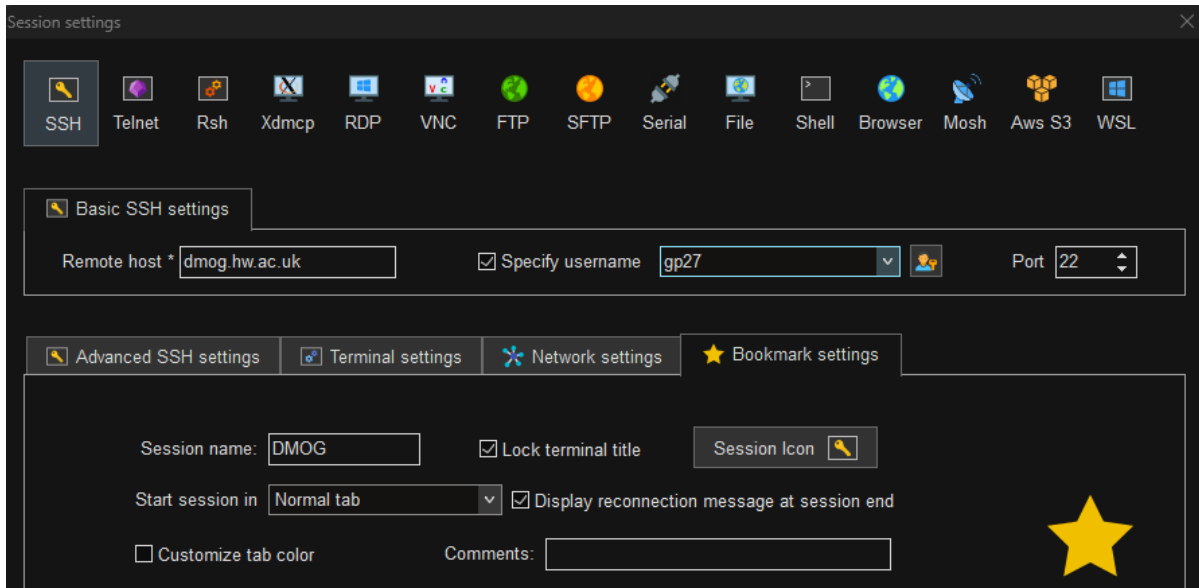 Session settings
SSH Telnet Rsh Xdmcp RDP VNC FTP SFTP Serial File Shell Browser Mosh Aws S3 WSL
Basic SSH settings
Remote host * dmog.hw.ac.uk Specify username gp27 Port 22
Advanced SSH settings Terminal settings Network settings Bookmark settings
Session name: DMOG Lock terminal title Session Icon
Start session in Normal tab Display reconnection message at session end
Customize tab color Comments: